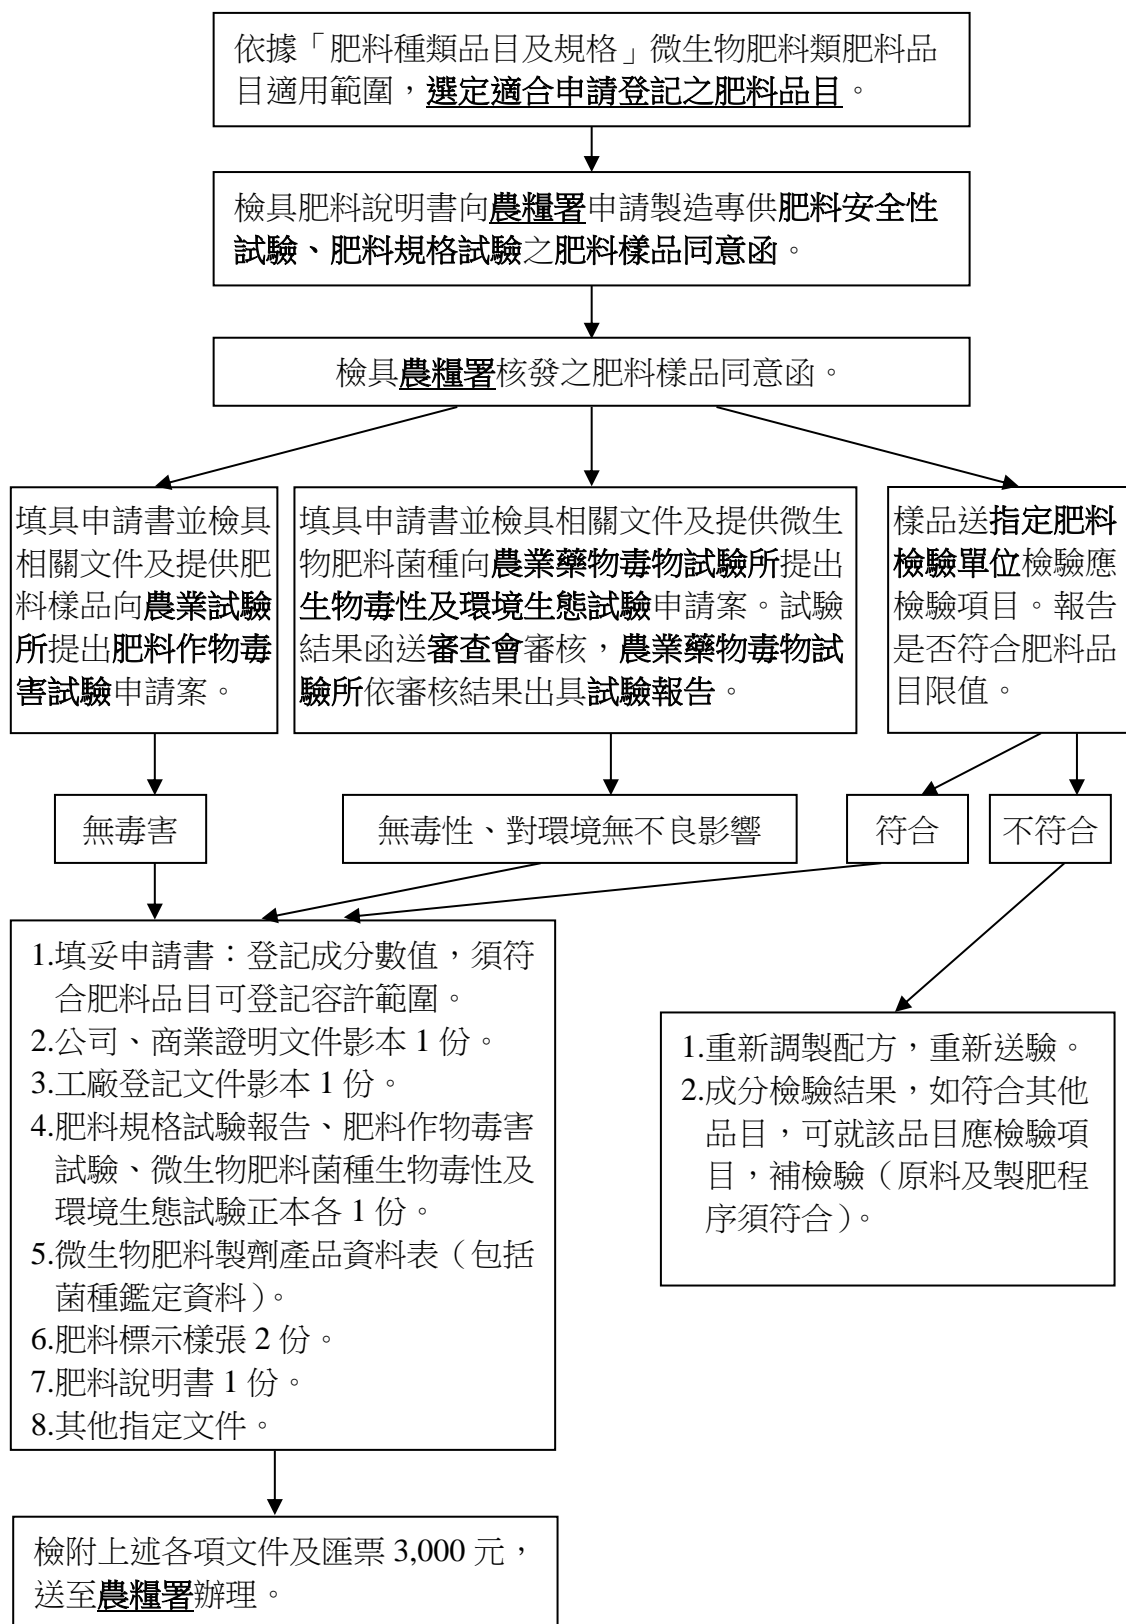 依據「肥料種類品目及規格」微生物肥料類肥料品
目適用範圍，選定適合申請登記之肥料品目。
檢具肥料說明書向農糧署申請製造專供肥料安全性
試驗、肥料規格試驗之肥料樣品同意函。
檢具農糧署核發之肥料樣品同意函。
填具申請書並檢具
相關文件及提供肥
料樣品向農業試驗
所提出肥料作物毒
害試驗申請案。
填具申請書並檢具相關文件及提供微生
物肥料菌種向農業藥物毒物試驗所提出
生物毒性及環境生態試驗申請案。試驗
結果函送審查會審核，農業藥物毒物試
驗所依審核結果出具試驗報告。
樣品送指定肥料
檢驗單位檢驗應
檢驗項目。報告
是否符合肥料品
目限值。
無毒害
無毒性、對環境無不良影響
符合
不符合
1.填妥申請書：登記成分數值，須符
合肥料品目可登記容許範圍。
2.公司、商業證明文件影本 1 份。
3.工廠登記文件影本 1 份。
4.肥料規格試驗報告、肥料作物毒害
試驗、微生物肥料菌種生物毒性及
環境生態試驗正本各 1 份。
5.微生物肥料製劑產品資料表（包括
菌種鑑定資料）。
6.肥料標示樣張 2 份。
7.肥料說明書 1 份。
8.其他指定文件。
1.重新調製配方，重新送驗。
2.成分檢驗結果，如符合其他
品目，可就該品目應檢驗項
目，補檢驗（原料及製肥程
序須符合）。
檢附上述各項文件及匯票 3,000 元，
送至農糧署辦理。